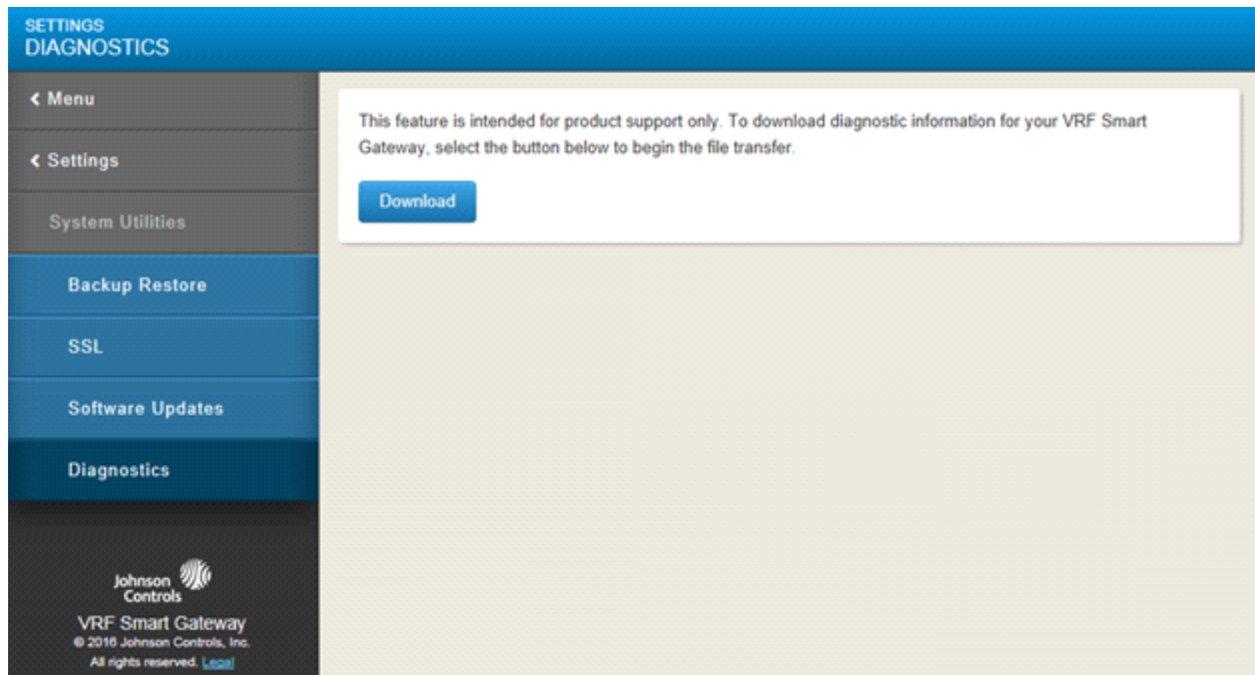 SETTINGS
DIAGNOSTICS
Menu
Settings
System Utilities
Backup Restore
SSL
Software Updates
Diagnostics
This feature is intended for product support only. To download diagnostic information for your VRF Smart
Gateway, select the button below to begin the file transfer.
Download
Johnson
Controls
VRF Smart Gateway
© 2016 Johnson Controls, Inc.
All rights reserved. Legal